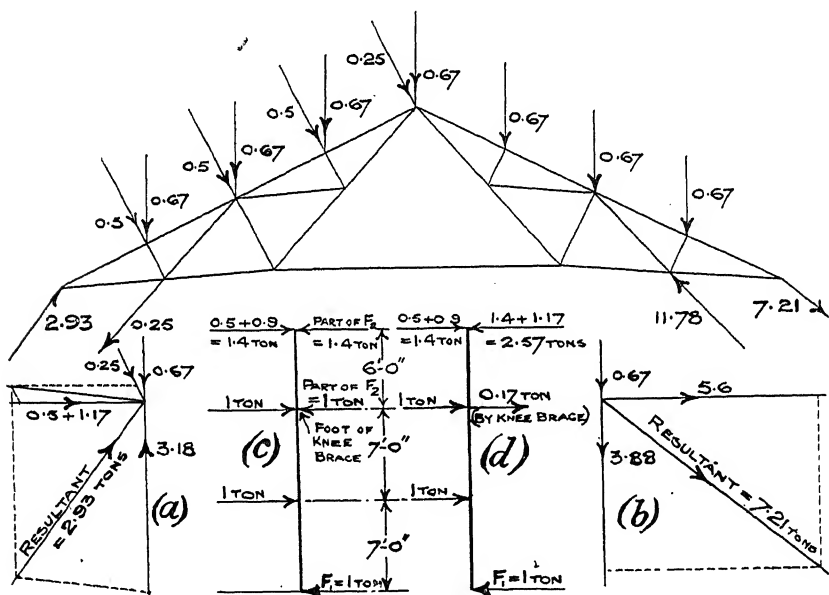 0.25
0.67
0.5
0.67
0.67
0.5
0.67
0.67
0.5
0.67
0.67
2.93
0.25
11.78
7.21
0.25
0.67
0.5+1.17
3.18
RESULTANT
=2.93 TONS
(a)
0.5+0.9
=1.4 TON
PART OF F2
=1.4 TON
1 TON
PART OF F2
=1 TON
FOOT OF
KNEE
BRACE
(c)
1 TON
F1=1 TON
6'0"
7'0"
7'0"
0.5+0.9
=1.4 TON
1.4+1.17
=2.57 TONS
1 TON
0.17 TON
(BY KNEE BRACE)
(d)
1 TON
F1=1 TON
0.67
5.6
3.88
RESULTANT=7.21 TONS
(b)